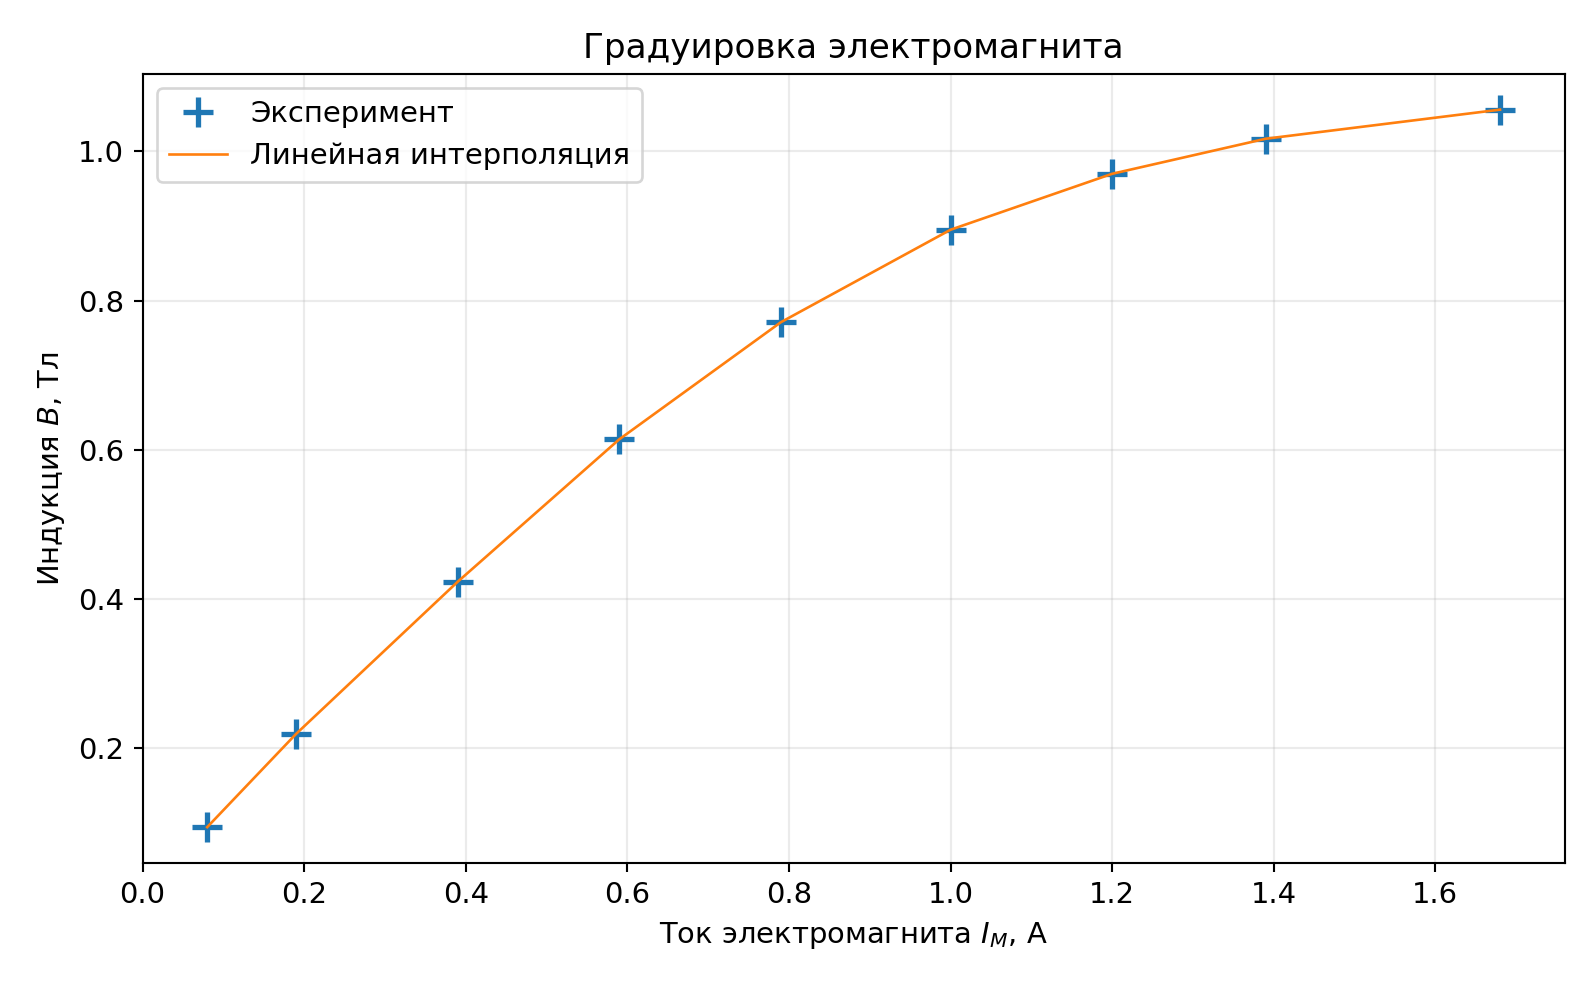 Градуировка электромагнита
Эксперимент
Линейная интерполяция
Индукция B, Тл
1.0
0.8
0.6
0.4
0.2
0.0 0.2 0.4 0.6 0.8 1.0 1.2 1.4 1.6
Ток электромагнита I_M, А